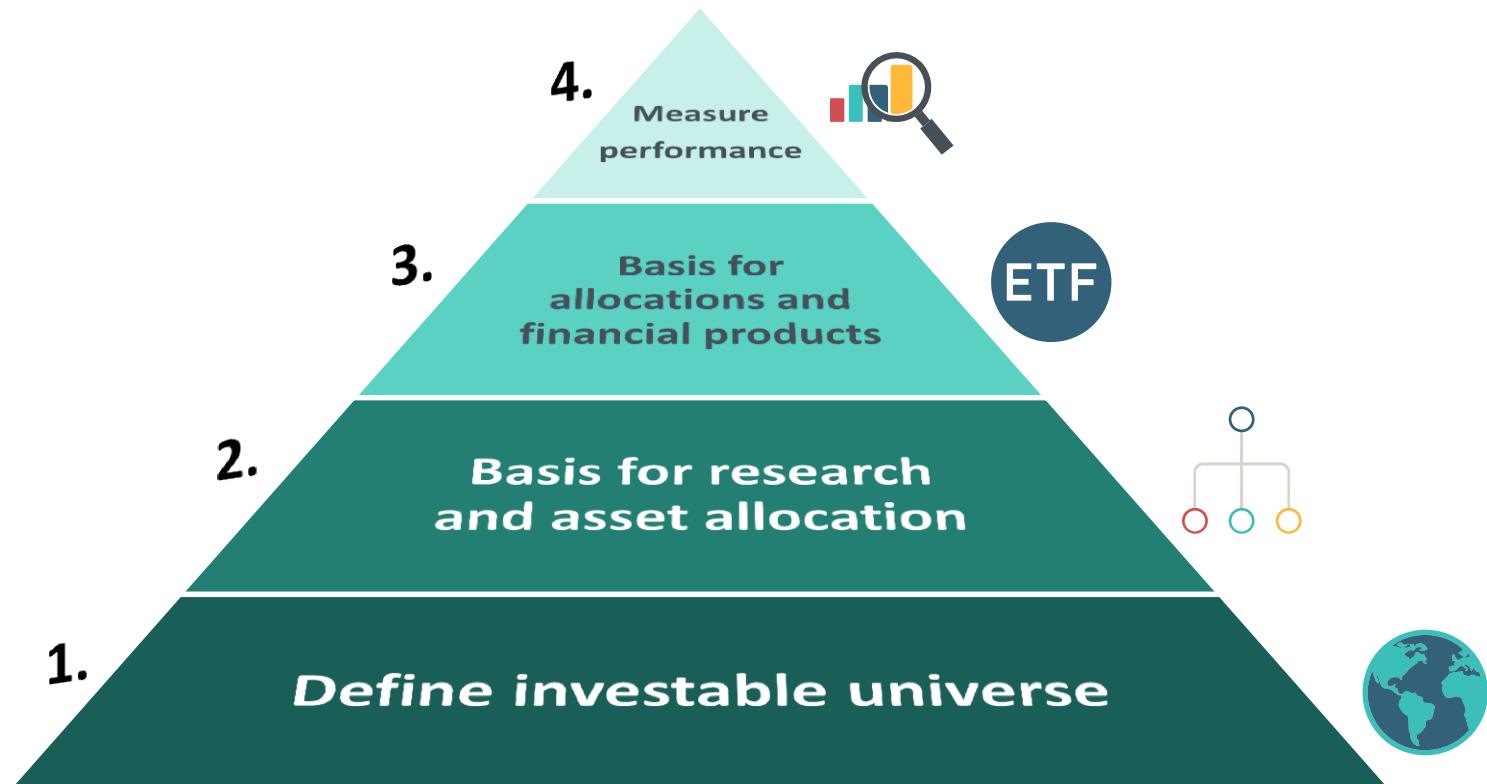 4.
Measure
performance
3.
Basis for
allocations and
financial products
ETF
2.
Basis for research
and asset allocation
1.
Define investable universe